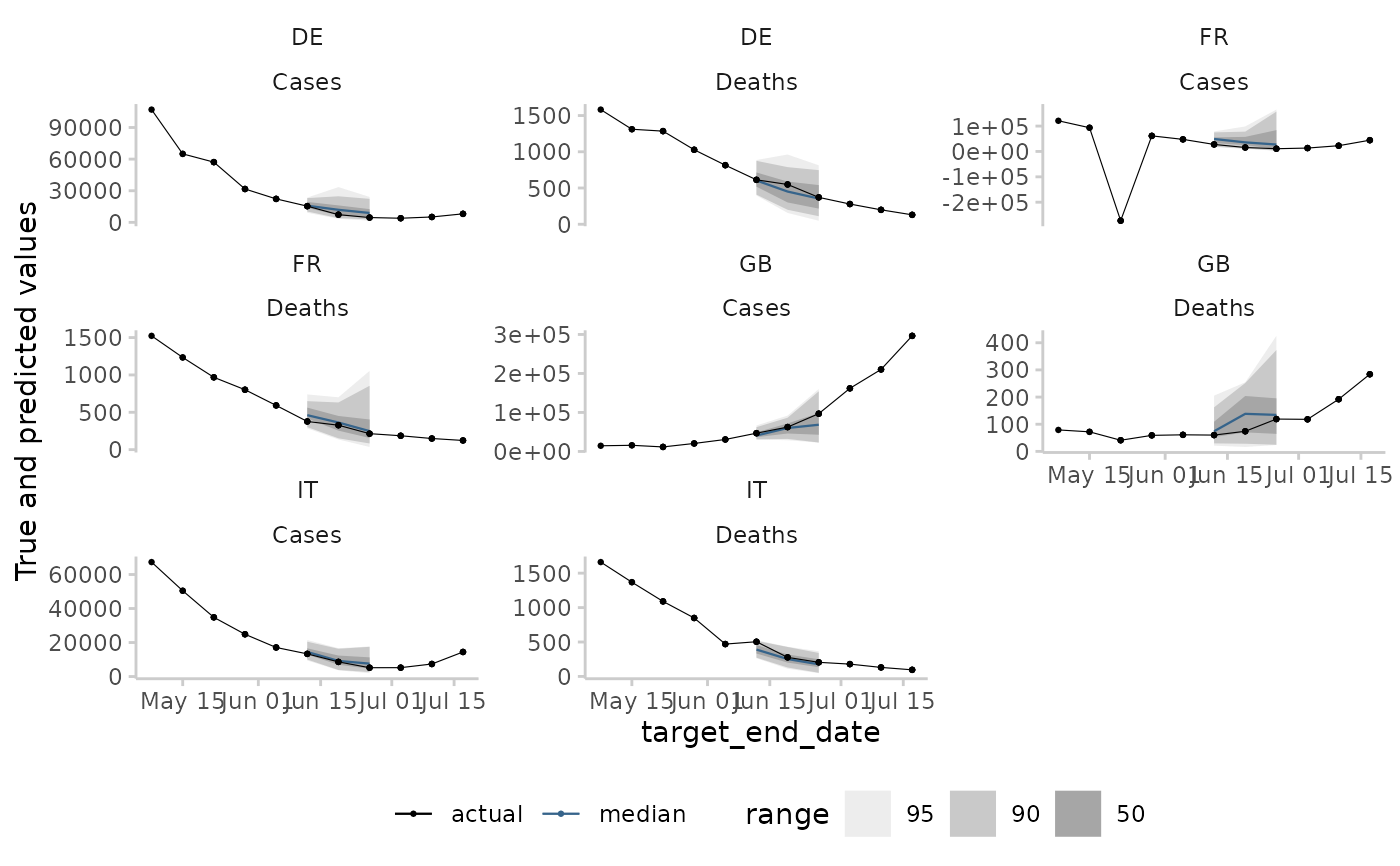 DE
Cases
90000
60000
30000
0
DE
Deaths
1500
1000
500
0
FR
Cases
1e+05
0e+00
-1e+05
-2e+05
FR
Deaths
1500
1000
500
0
GB
Cases
3e+05
2e+05
1e+05
0e+00
GB
Deaths
400
300
200
100
0
May 15 Jun 01 Jun 15 Jul 01 Jul 15
IT
Cases
60000
40000
20000
0
May 15 Jun 01 Jun 15 Jul 01 Jul 15
IT
Deaths
1500
1000
500
0
May 15 Jun 01 Jun 15 Jul 01 Jul 15
True and predicted values
target_end_date
actual median range 95 90 50